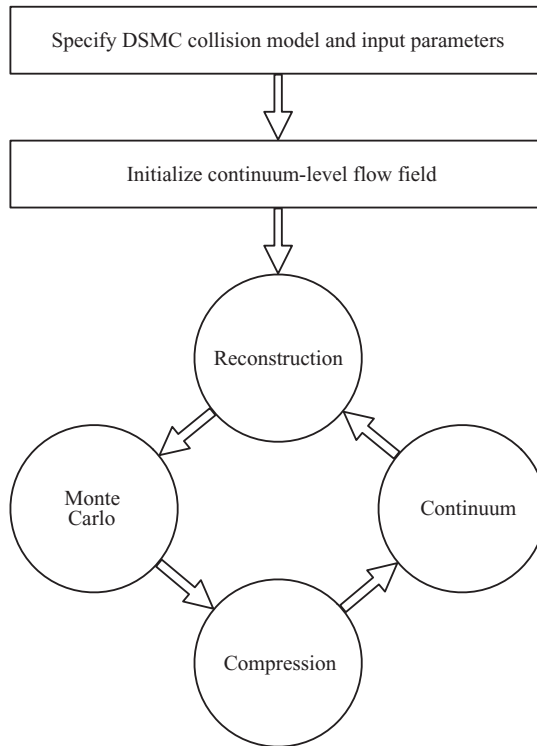 Specify DSMC collision model and input parameters
Initialize continuum-level flow field
Reconstruction
Monte
Carlo
Continuum
Compression